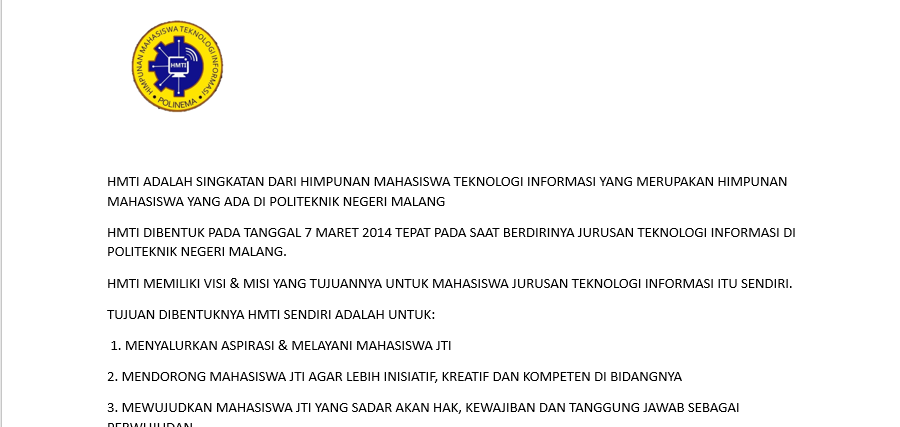 HIMPUNAN MAHASISWA TEKNOLOGI INFORMASI
HMTI
• POLINEMA •
HMTI ADALAH SINGKATAN DARI HIMPUNAN MAHASISWA TEKNOLOGI INFORMASI YANG MERUPAKAN HIMPUNAN
MAHASISWA YANG ADA DI POLITEKNIK NEGERI MALANG
HMTI DIBENTUK PADA TANGGAL 7 MARET 2014 TEPAT PADA SAAT BERDIRINYA JURUSAN TEKNOLOGI INFORMASI DI
POLITEKNIK NEGERI MALANG.
HMTI MEMILIKI VISI & MISI YANG TUJUANNYA UNTUK MAHASISWA JURUSAN TEKNOLOGI INFORMASI ITU SENDIRI.
TUJUAN DIBENTUKNYA HMTI SENDIRI ADALAH UNTUK:
1. MENYALURKAN ASPIRASI & MELAYANI MAHASISWA JTI
2. MENDORONG MAHASISWA JTI AGAR LEBIH INISIATIF, KREATIF DAN KOMPETEN DI BIDANGNYA
3. MEWUJUDKAN MAHASISWA JTI YANG SADAR AKAN HAK, KEWAJIBAN DAN TANGGUNG JAWAB SEBAGAI
PERWUJUDAN